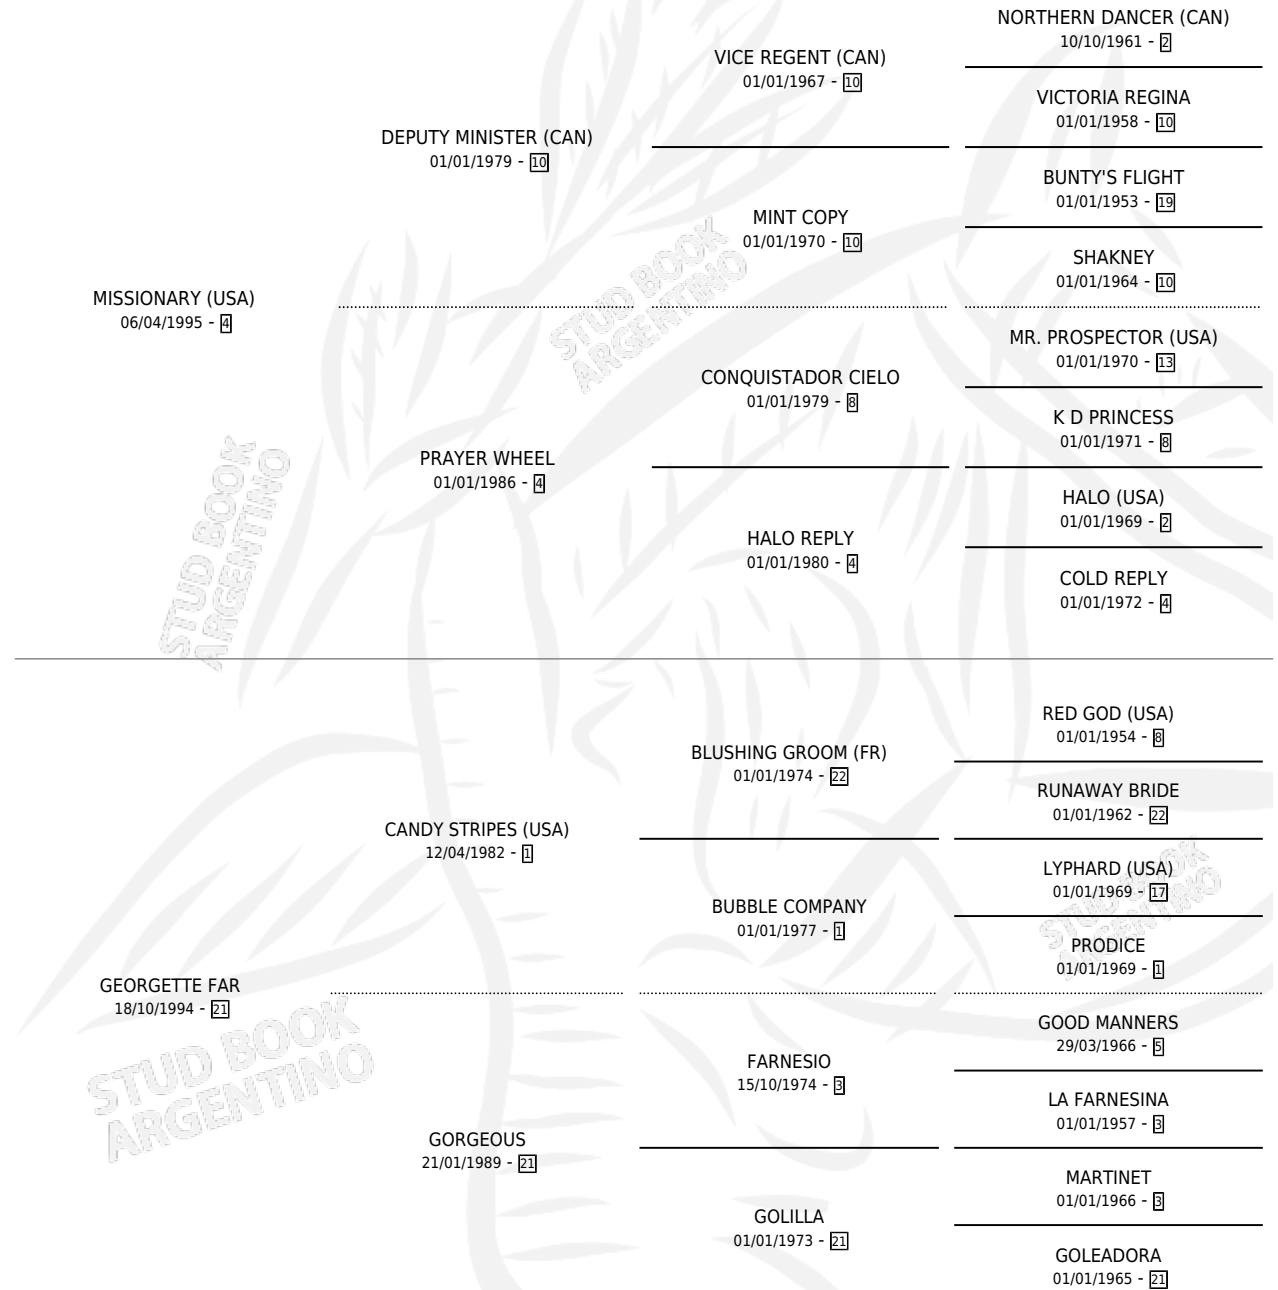 NORTHERN DANCER (CAN)
10/10/1961 - 2
VICE REGENT (CAN)
01/01/1967 - 10
VICTORIA REGINA
01/01/1958 - 10
DEPUTY MINISTER (CAN)
01/01/1979 - 10
BUNTY'S FLIGHT
01/01/1953 - 19
MINT COPY
01/01/1970 - 10
SHAKNEY
01/01/1964 - 10
MISSIONARY (USA)
06/04/1995 - 4
STUD BOOK
ARGENTINO
MR. PROSPECTOR (USA)
01/01/1970 - 13
CONQUISTADOR CIELO
01/01/1979 - 8
K D PRINCESS
01/01/1971 - 8
PRAYER WHEEL
01/01/1986 - 4
HALO (USA)
01/01/1969 - 2
HALO REPLY
01/01/1980 - 4
COLD REPLY
01/01/1972 - 4
STUD BOOK
ARGENTINO
RED GOD (USA)
01/01/1954 - 8
BLUSHING GROOM (FR)
01/01/1974 - 22
RUNAWAY BRIDE
01/01/1962 - 22
CANDY STRIPES (USA)
12/04/1982 - 1
LYPHARD (USA)
01/01/1969 - 17
BUBBLE COMPANY
01/01/1977 - 1
STUD BOOK
ARGENTINO
PRODICE
01/01/1969 - 1
GEORGETTE FAR
18/10/1994 - 21
GOOD MANNERS
29/03/1966 - 5
FARNESIO
15/10/1974 - 3
LA FARNESINA
01/01/1957 - 3
STUD BOOK
ARGENTINO
GORGEOUS
21/01/1989 - 21
MARTINET
01/01/1966 - 3
GOLILLA
01/01/1973 - 21
GOLEADORA
01/01/1965 - 21